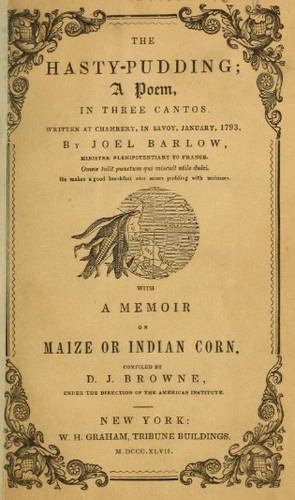 THE
HASTY-PUDDING;
A Poem,
IN THREE CANTOS.
WRITTEN AT CHAMBERY, IN SAVOY, JANUARY, 1793,
BY JOEL BARLOW,
MINISTER PLENIPOTENTIARY TO FRANCE.
Omne tulit punctum qui miscuit utile dulci.
He makes a good breakfast who mixes pudding with molasses.
WITH
A MEMOIR
ON
MAIZE OR INDIAN CORN.
COMPILED BY
D. J. BROWNE,
UNDER THE DIRECTION OF THE AMERICAN INSTITUTE.
NEW YORK:
W. H. GRAHAM, TRIBUNE BUILDINGS.
M.DCCC.XLVII.